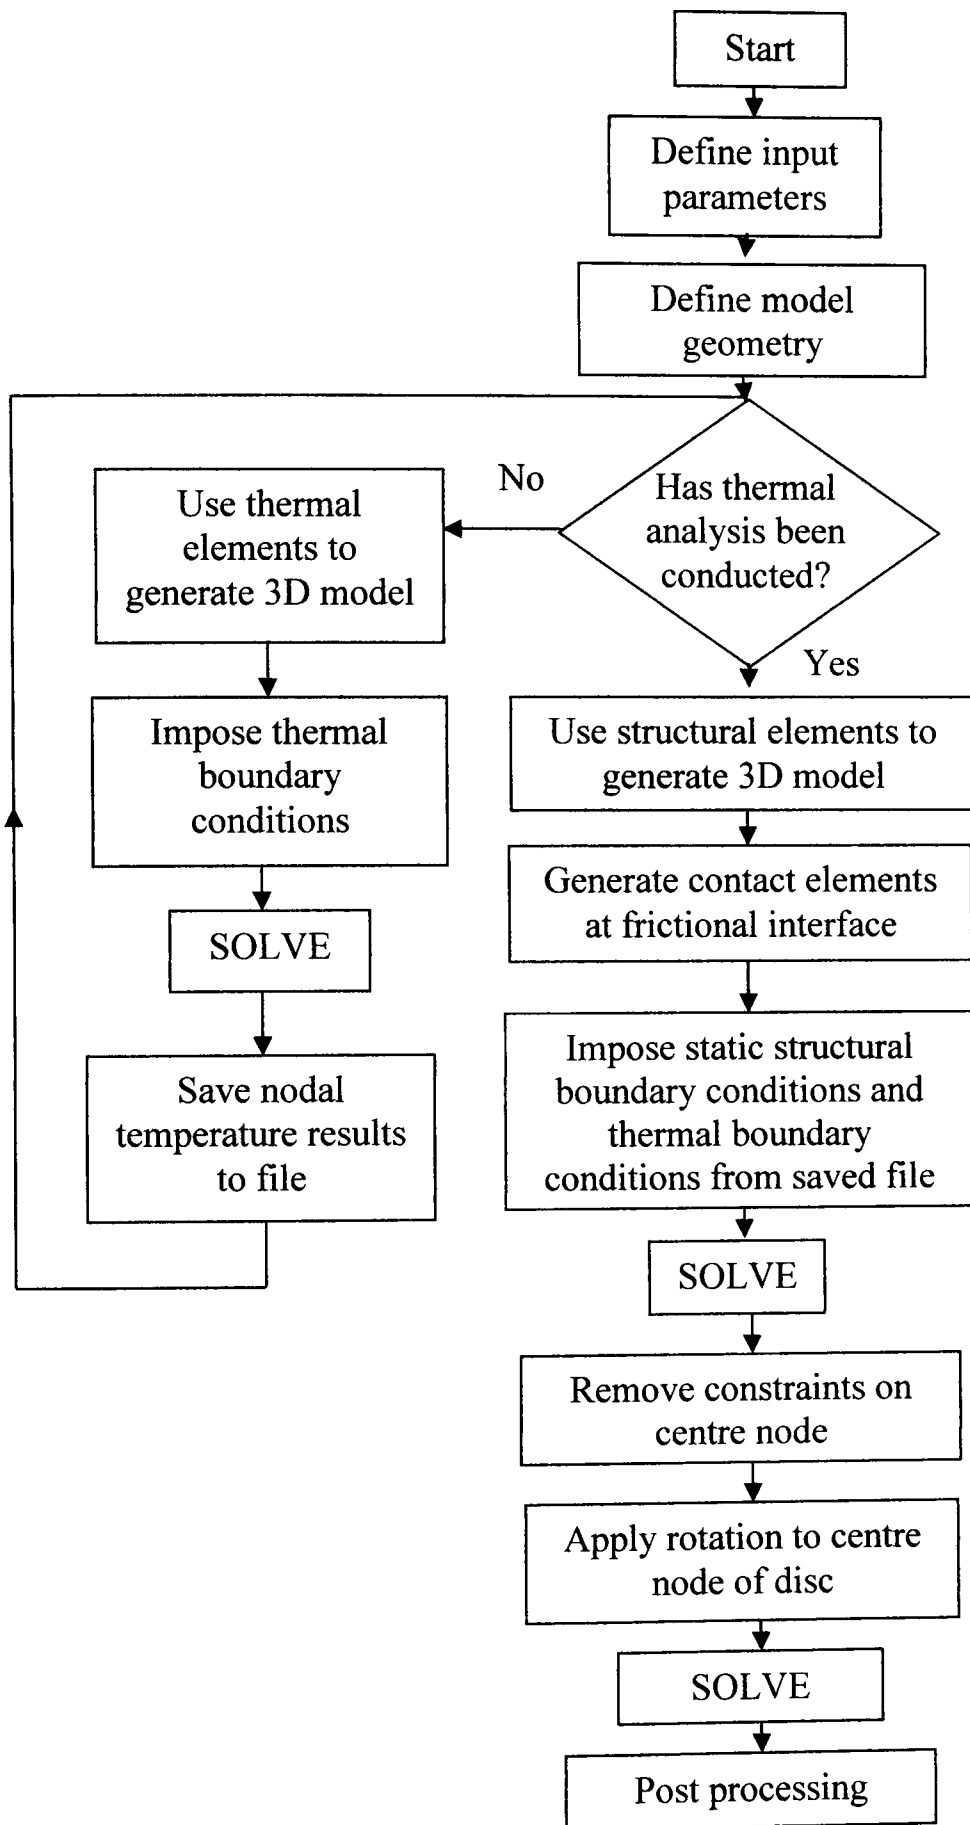 Start
Define input
parameters
Define model
geometry
Has thermal
analysis been
conducted?
No
Use thermal
elements to
generate 3D model
Impose thermal
boundary
conditions
SOLVE
Save nodal
temperature results
to file
Yes
Use structural elements to
generate 3D model
Generate contact elements
at frictional interface
Impose static structural
boundary conditions and
thermal boundary
conditions from saved file
SOLVE
Remove constraints on
centre node
Apply rotation to centre
node of disc
SOLVE
Post processing